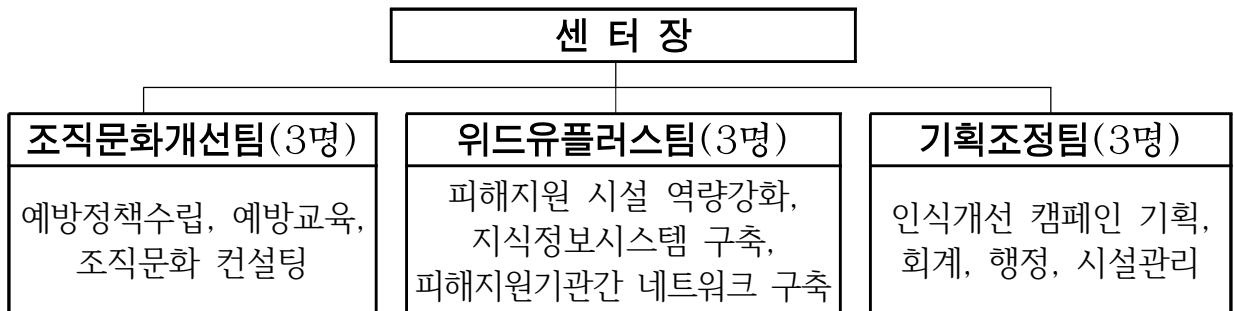 센 터 장
조직문화개선팀(3명)
예방정책수립, 예방교육,
조직문화 컨설팅
위드유플러스팀(3명)
피해지원 시설 역량강화,
지식정보시스템 구축,
피해지원기관간 네트워크 구축
기획조정팀(3명)
인식개선 캠페인 기획,
회계, 행정, 시설관리